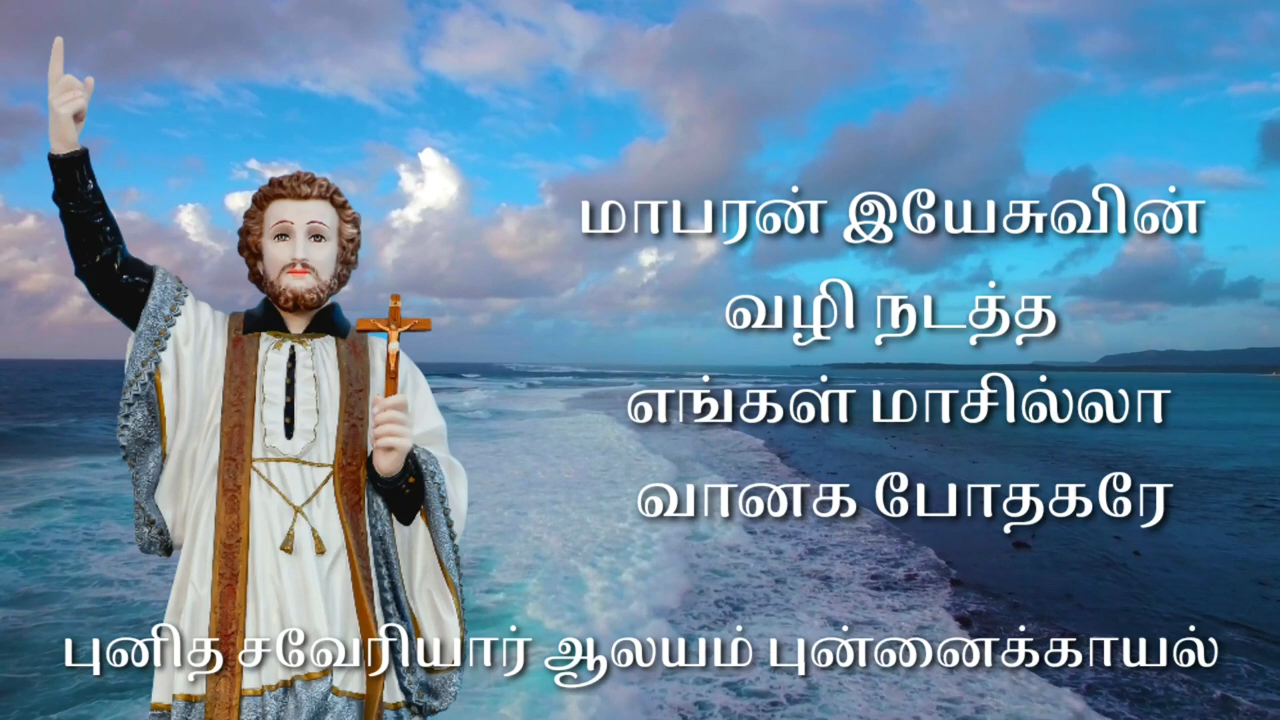 மாபரன் இயேசுவின்
வழி நடத்த
எங்கள் மாசில்லா
வானக போதகரே
புனித சவேரியார் ஆலயம் புன்னைக்காயல்